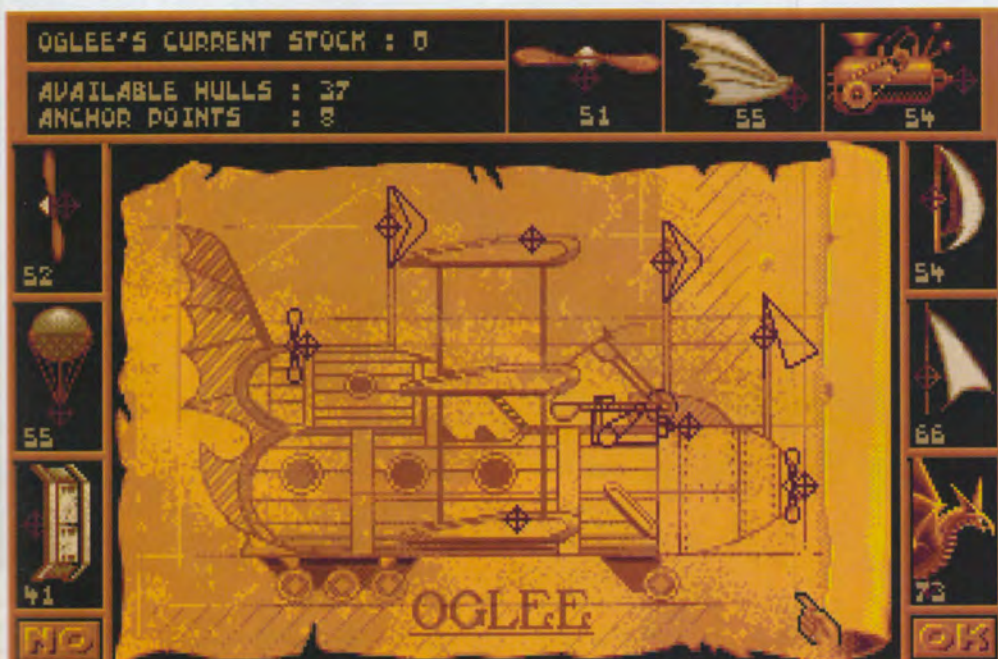 OGLEE'S CURRENT STOCK : 0
AVAILABLE HULLS : 37
ANCHOR POINTS : 8
51
55
54
52
54
55
66
41
73
OGLEE
NO
OK